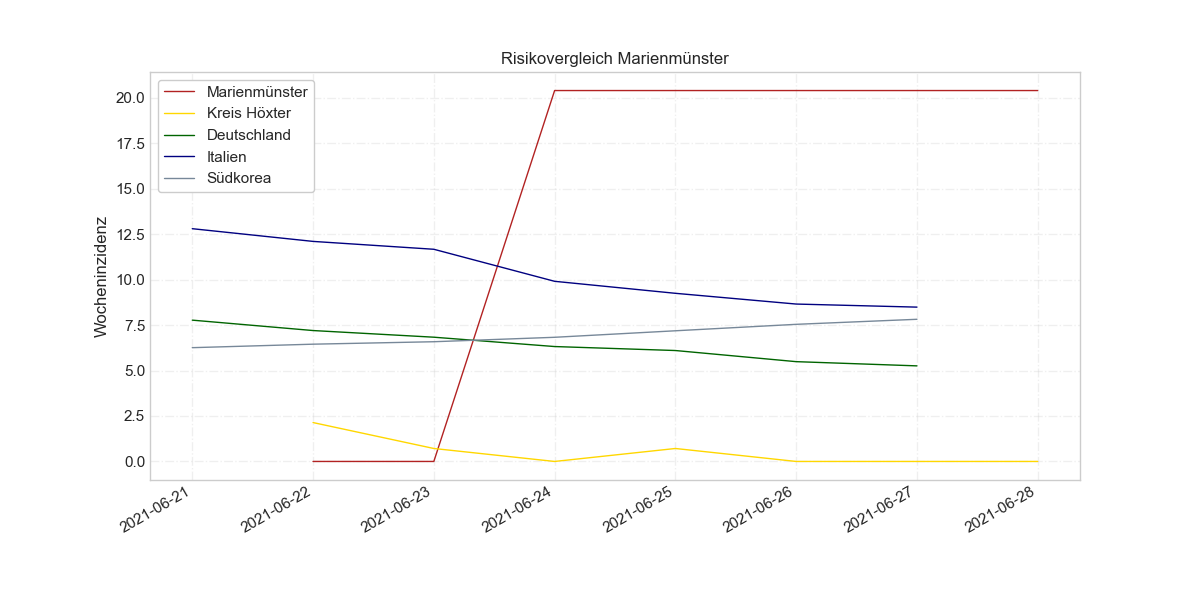 Risikovergleich Marienmünster
Marienmünster
Kreis Höxter
Deutschland
Italien
Südkorea
Wocheninzidenz
20.0
17.5
15.0
12.5
10.0
7.5
5.0
2.5
0.0
2021-06-21
2021-06-22
2021-06-23
2021-06-24
2021-06-25
2021-06-26
2021-06-27
2021-06-28